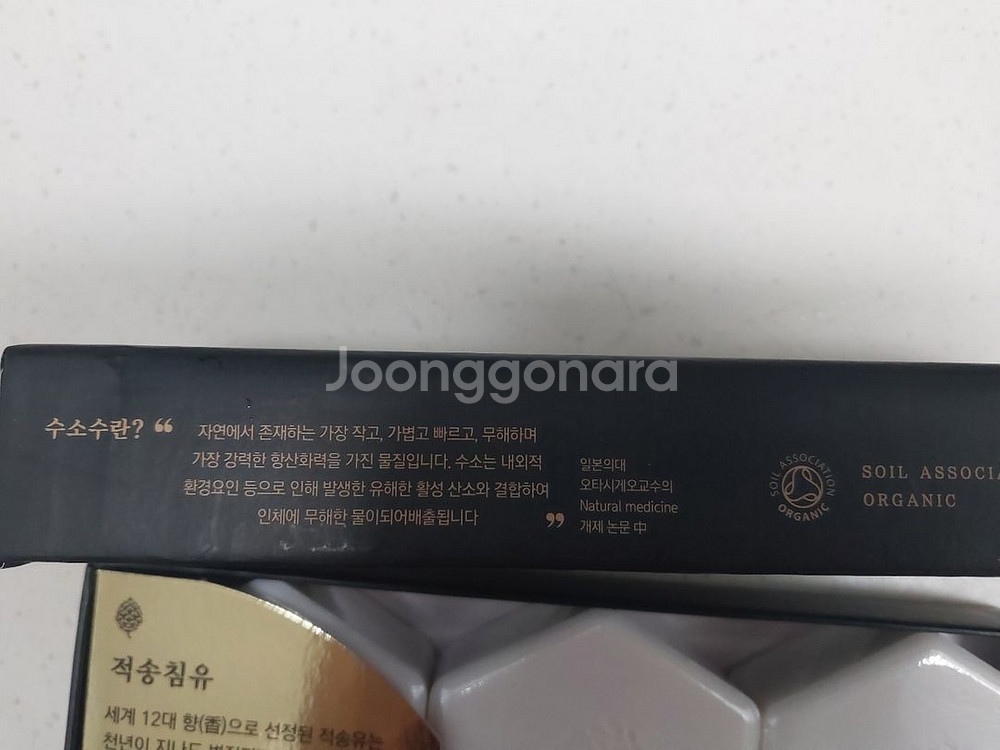 Joonggonara
수소수란? ❝ 자연에서 존재하는 가장 작고, 가볍고 빠르고, 무해하며
가장 강력한 항산화력을 가진 물질입니다. 수소는 내외적
환경요인 등으로 인해 발생한 유해한 활성 산소와 결합하여
인체에 무해한 물이되어배출됩니다 ❞
일본의대
오타시게오교수의
Natural medicine
개제 논문 中
SOIL ASSOCIATION
ORGANIC
SOIL ASSOCI
ORGANIC
적송침유
세계 12대 향(香)으로 선정된 적송유는
천년이 지나도